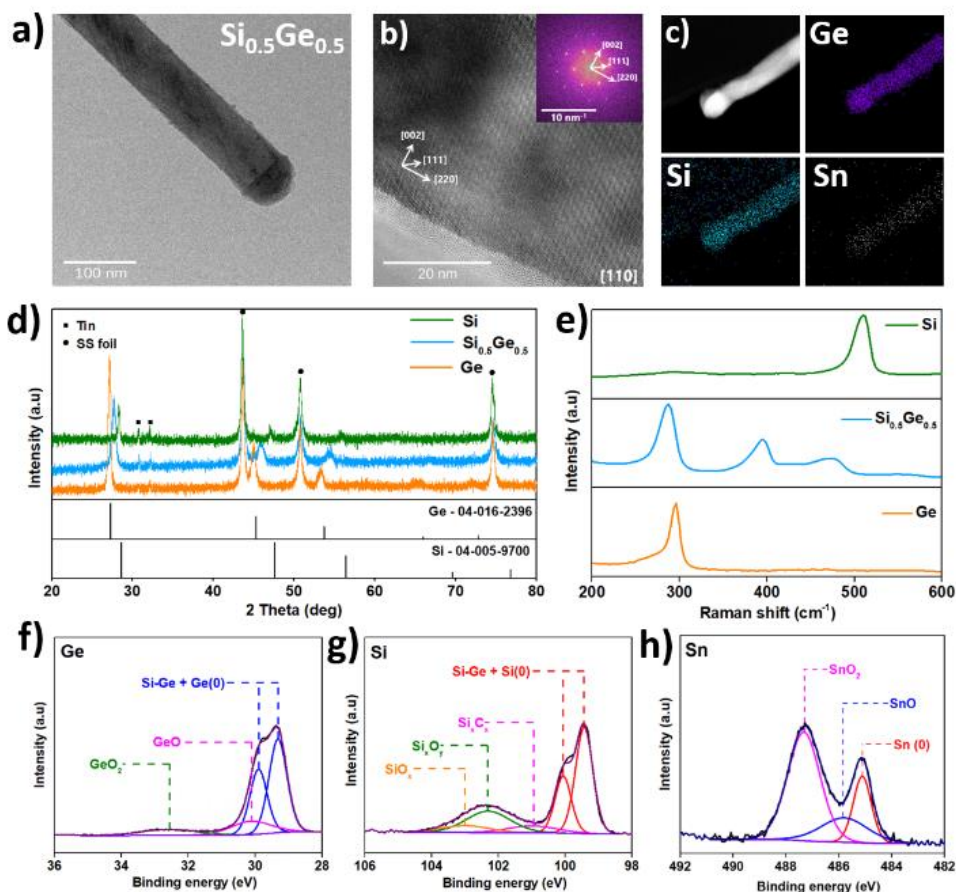 a)
Si0.5Ge0.5
100 nm
b)
[002]
[111]
[220]
10 nm-1
[002]
[111]
[220]
20 nm
[110]
c)
Ge
Si
Sn
d)
Intensity (a.u)
▪ Tin
● SS foil
Si
Si0.5Ge0.5
Ge
Ge - 04-016-2396
Si - 04-005-9700
20 30 40 50 60 70 80
2 Theta (deg)
e)
Intensity (a.u)
Si
Si0.5Ge0.5
Ge
200 300 400 500 600
Raman shift (cm-1)
f)
Ge
Intensity (a.u)
Si-Ge + Ge(0)
GeO
GeO2
36 34 32 30 28
Binding energy (eV)
g)
Si
Intensity (a.u)
Si-Ge + Si(0)
SixCx
SixOy
SiOx
106 104 102 100 98
Binding energy (eV)
h)
Sn
Intensity (a.u)
SnO2
SnO
Sn (0)
492 490 488 486 484 482
Binding energy (eV)